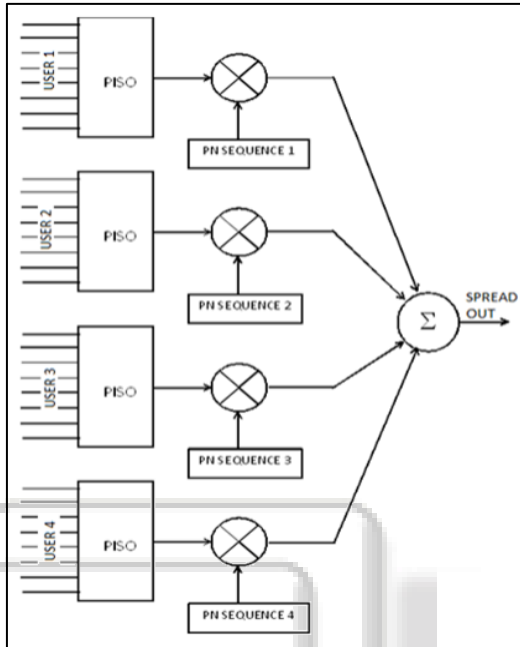 USER 1
PISO
PN SEQUENCE 1
USER 2
PISO
PN SEQUENCE 2
Σ
SPREAD
OUT
USER 3
PISO
PN SEQUENCE 3
USER 4
PISO
PN SEQUENCE 4